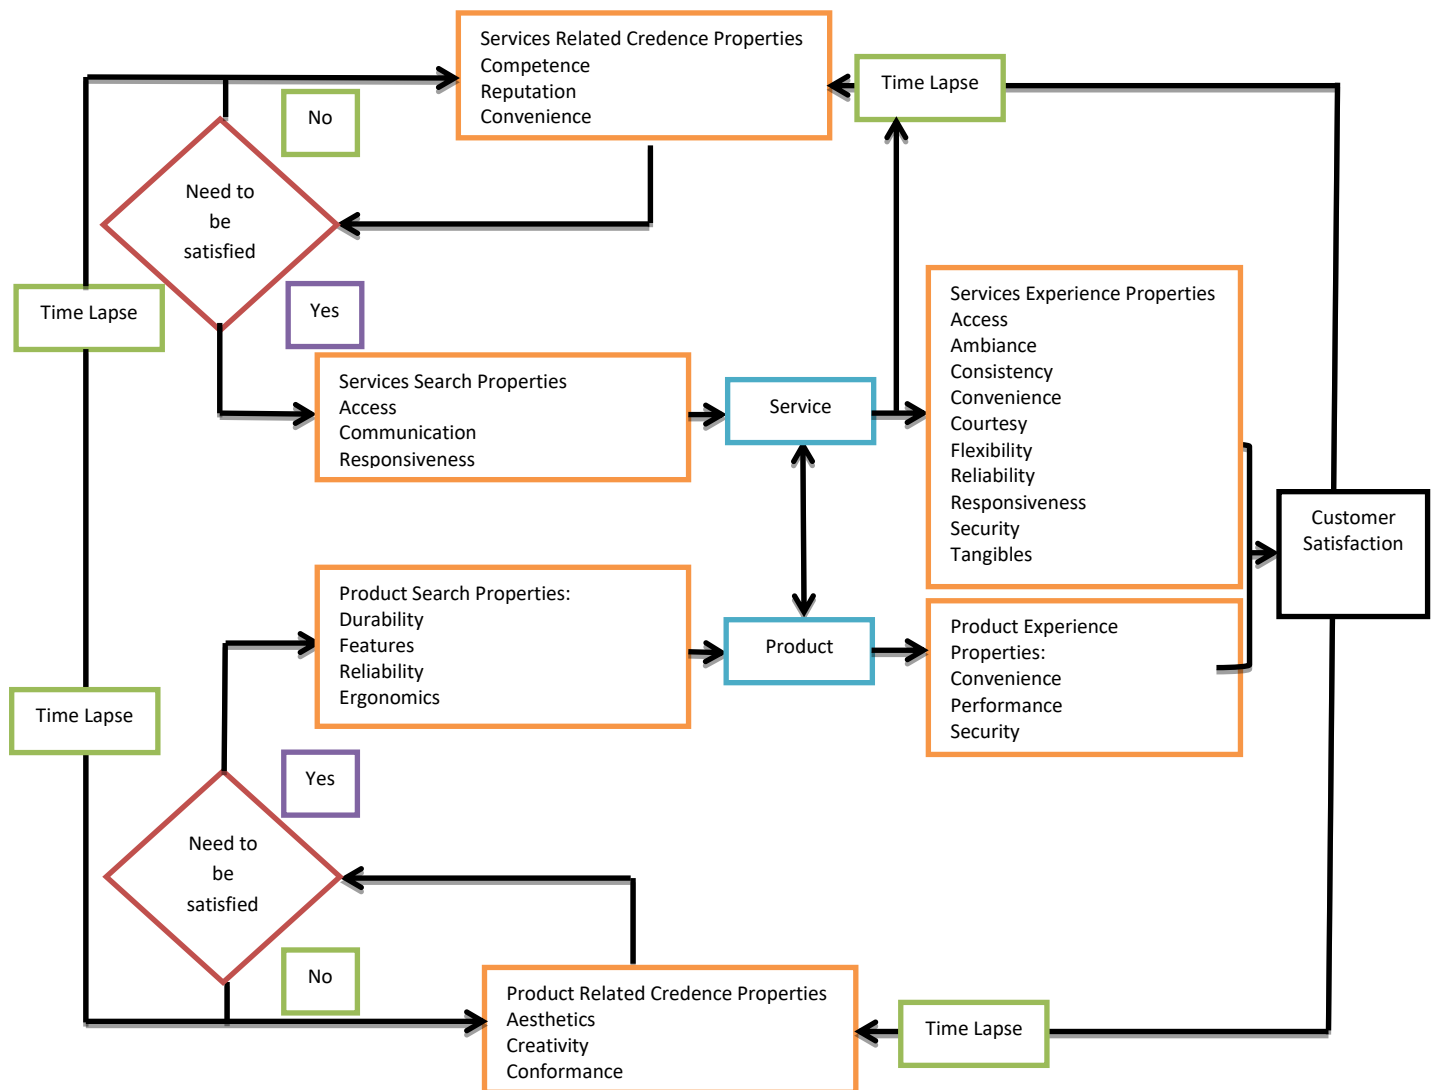 Services Related Credence Properties
Competence
Reputation
Convenience
Time Lapse
No
Need to
be
satisfied
Time Lapse
Yes
Services Search Properties
Access
Communication
Responsiveness
Service
Services Experience Properties
Access
Ambiance
Consistency
Convenience
Courtesy
Flexibility
Reliability
Responsiveness
Security
Tangibles
Customer
Satisfaction
Product Search Properties:
Durability
Features
Reliability
Ergonomics
Product
Product Experience
Properties:
Convenience
Performance
Security
Time Lapse
Yes
Need to
be
satisfied
No
Product Related Credence Properties
Aesthetics
Creativity
Conformance
Time Lapse